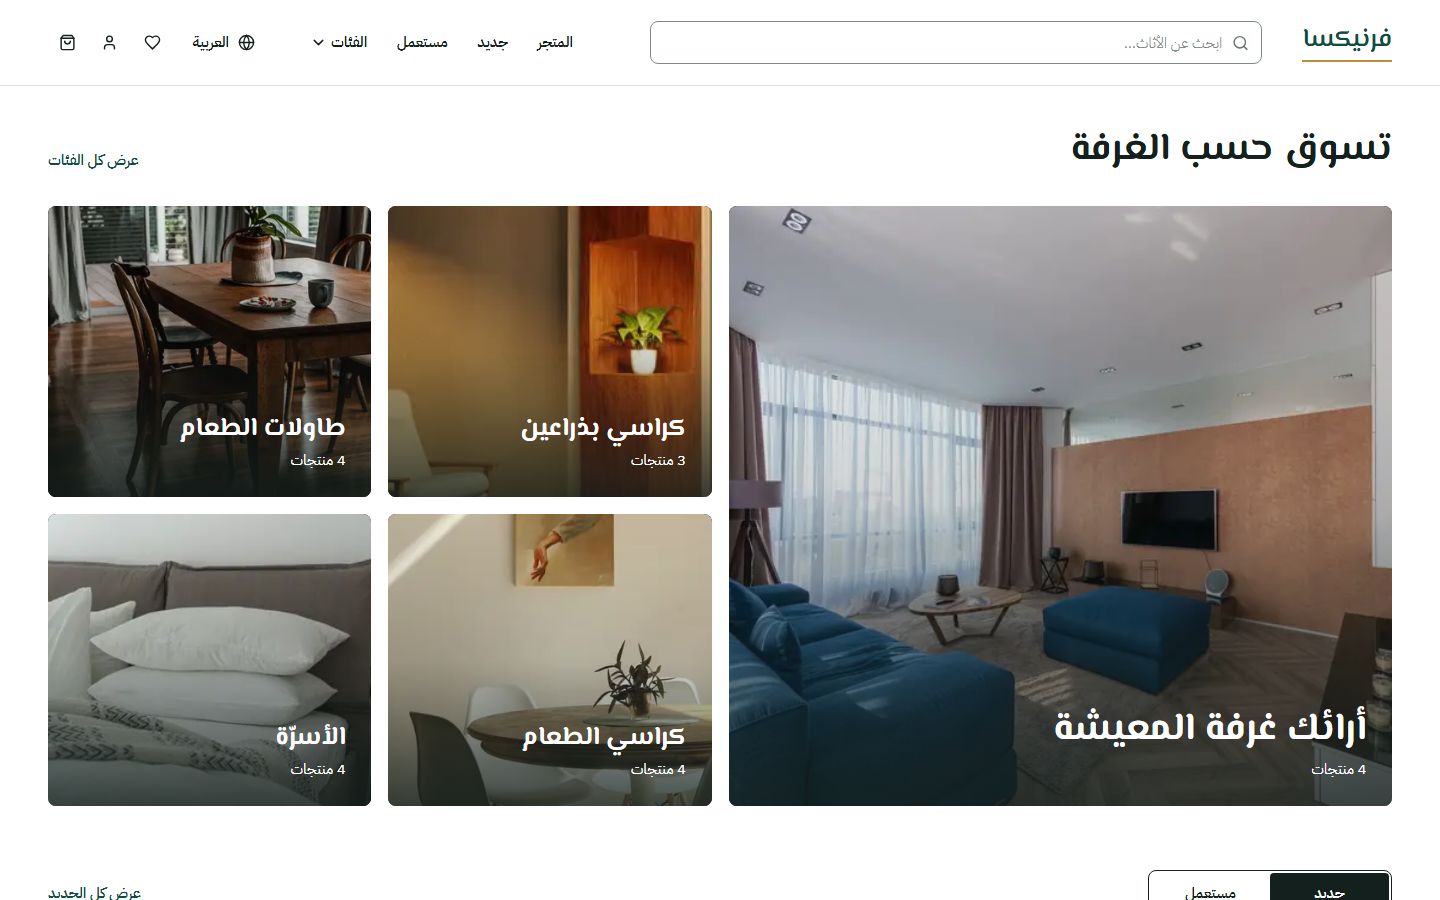 فرنيكسا
ابحث عن الأثاث...
المتجر
جديد
مستعمل
الفئات
العربية
تسوق حسب الغرفة
عرض كل الفئات
أرائك غرفة المعيشة
4 منتجات
كراسي بذراعين
3 منتجات
طاولات الطعام
4 منتجات
كراسي الطعام
4 منتجات
الأسرّة
4 منتجات
جديد
مستعمل
عرض كل الجديد